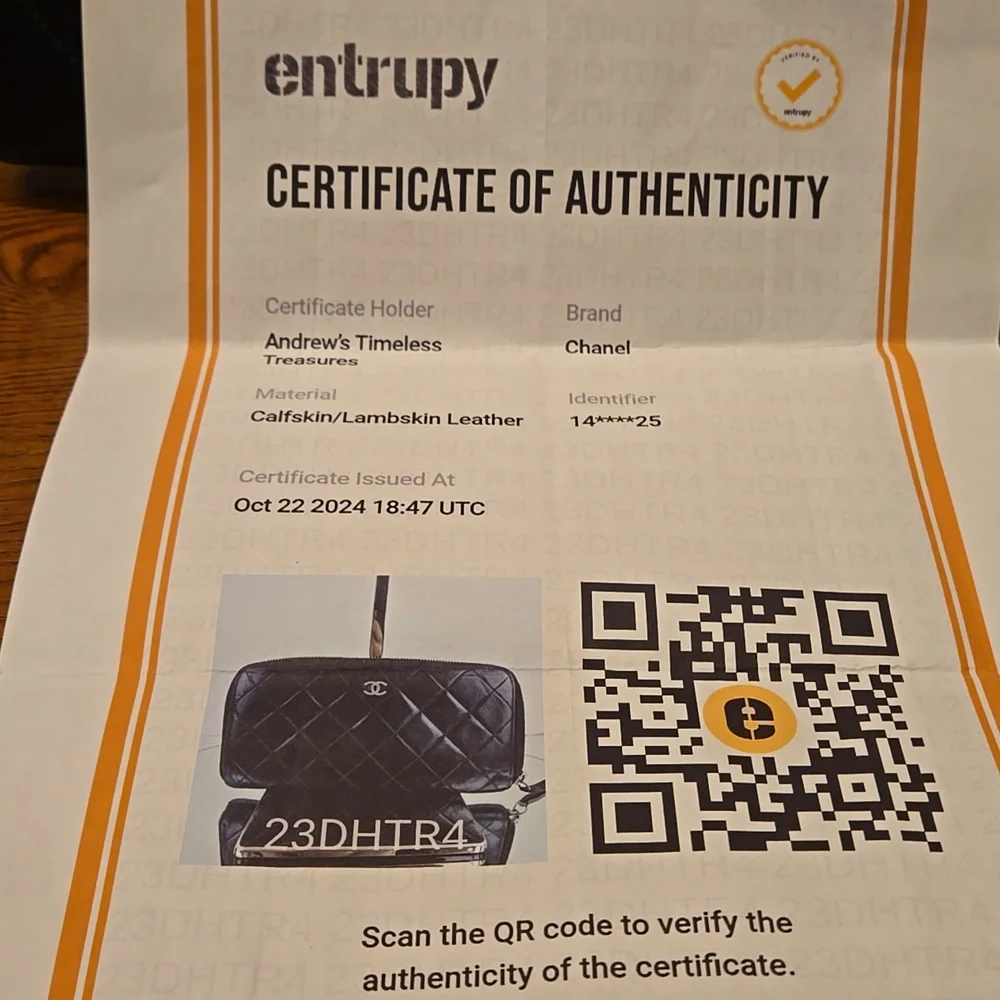 entrupy
VERIFIED BY
entrupy
CERTIFICATE OF AUTHENTICITY
Certificate Holder
Brand
Andrew's Timeless
Treasures
Chanel
Material
Identifier
Calfskin/Lambskin Leather
14****25
Certificate Issued At
Oct 22 2024 18:47 UTC
23DHTR4
e
Scan the QR code to verify the
authenticity of the certificate.